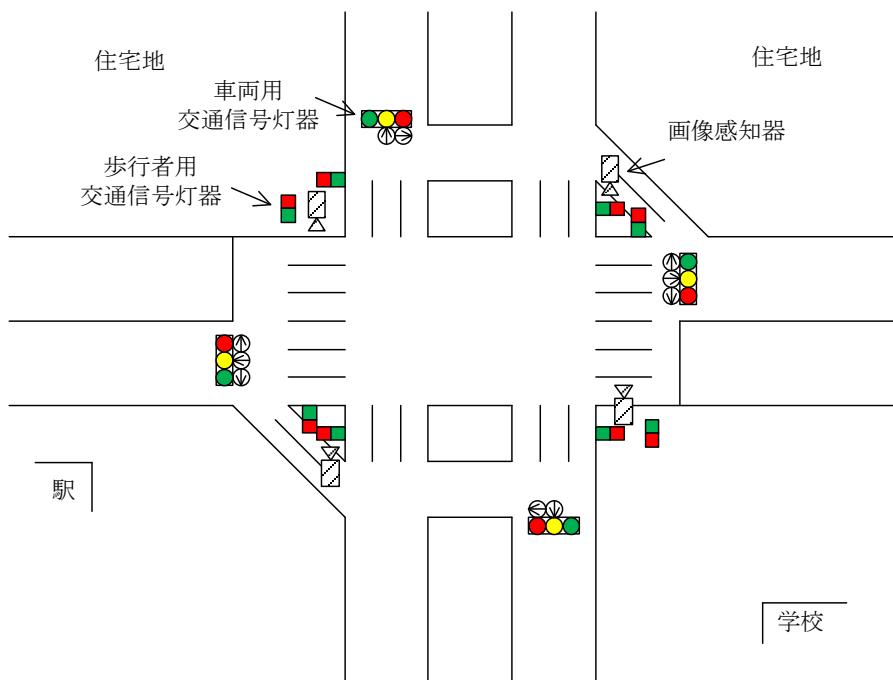 住宅地
住宅地
車両用
交通信号灯器
画像感知器
歩行者用
交通信号灯器
駅
学校